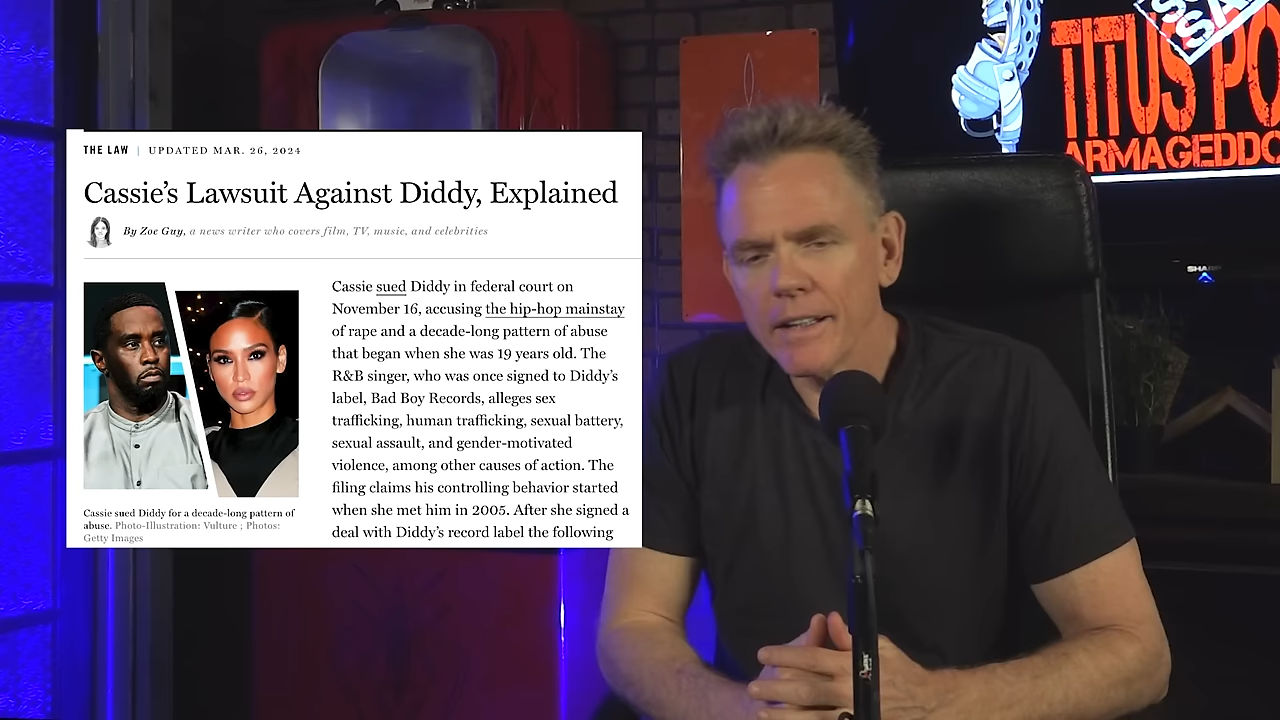 THE LAW | UPDATED MAR. 26, 2024
Cassie's Lawsuit Against Diddy, Explained
By Zoe Guy, a news writer who covers film, TV, music, and celebrities
Cassie sued Diddy in federal court on
November 16, accusing the hip-hop mainstay
of rape and a decade-long pattern of abuse
that began when she was 19 years old. The
R&B singer, who was once signed to Diddy's
label, Bad Boy Records, alleges sex
trafficking, human trafficking, sexual battery,
sexual assault, and gender-motivated
violence, among other causes of action. The
filing claims his controlling behavior started
when she met him in 2005. After she signed a
deal with Diddy's record label the following
Cassie sued Diddy for a decade-long pattern of
abuse. Photo-Illustration: Vulture ; Photos:
Getty Images
TITUS PO
ARMAGEDDO
SHARP